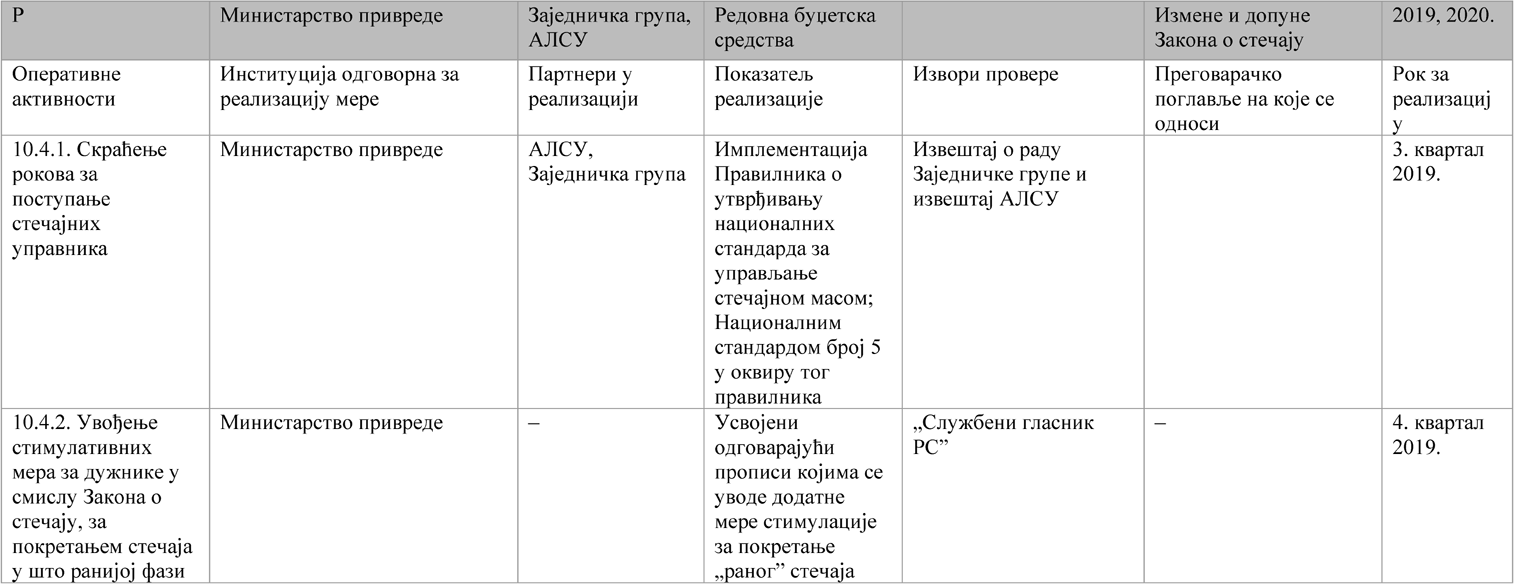 Р
Министарство привреде
Заједничка група,
АЛСУ
Редовна буџетска
средства
Измене и допуне
Закона о стечају
2019, 2020.
Оперативне
активности
Институција одговорна за
реализацију мере
Партнери у
реализацији
Показатељ
реализације
Извори провере
Преговарачко
поглавље на које се
односи
Рок за
реализациј
у
10.4.1. Скраћење
рокова за
поступање
стечајних
управника
Министарство привреде
АЛСУ,
Заједничка група
Имплементација
Правилника о
утврђивању
националних
стандарда за
управљање
стечајном масом;
Националним
стандардом број 5
у оквиру тог
правилника
Извештај о раду
Заједничке групе и
извештај АЛСУ
3. квартал
2019.
10.4.2. Увођење
стимулативних
мера за дужнике у
смислу Закона о
стечају, за
покретањем стечаја
у што ранијој фази
Министарство привреде
–
Усвојени
одговарајући
прописи којима се
уводе додатне
мере стимулације
за покретање
„раног” стечаја
„Службени гласник
РС”
–
4. квартал
2019.